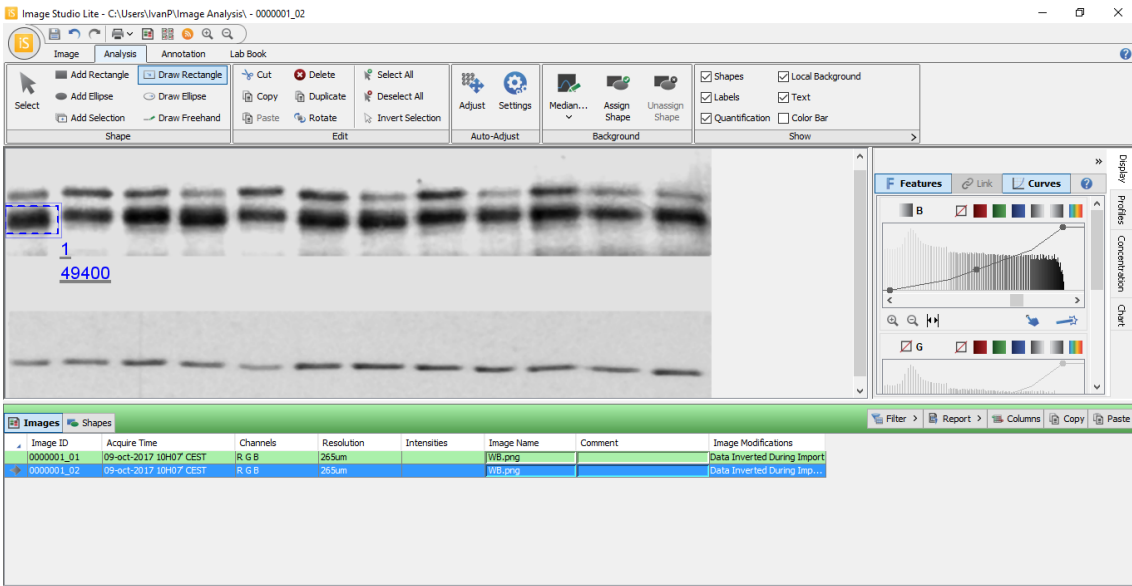 Image Studio Lite - C:\Users\IvanP\Image Analysis\ - 0000001_02
iS
Image Analysis Annotation Lab Book
Select
Add Rectangle Draw Rectangle
Add Ellipse Draw Ellipse
Add Selection Draw Freehand
Shape
Cut Delete Select All
Copy Duplicate Deselect All
Paste Rotate Invert Selection
Edit
Adjust Settings
Auto-Adjust
Median... Assign Shape Unassign Shape
Background
Shapes Local Background
Labels Text
Quantification Color Bar
Show
1
49400
Features Link Curves
B
G
Display
Profiles
Concentration
Chart
Images Shapes
Filter > Report > Columns Copy Paste
Image ID Acquire Time Channels Resolution Intensities Image Name Comment Image Modifications
0000001_01 09-oct-2017 10H07' CEST R G B 265um WB.png Data Inverted During Import
0000001_02 09-oct-2017 10H07' CEST R G B 265um WB.png Data Inverted During Imp...